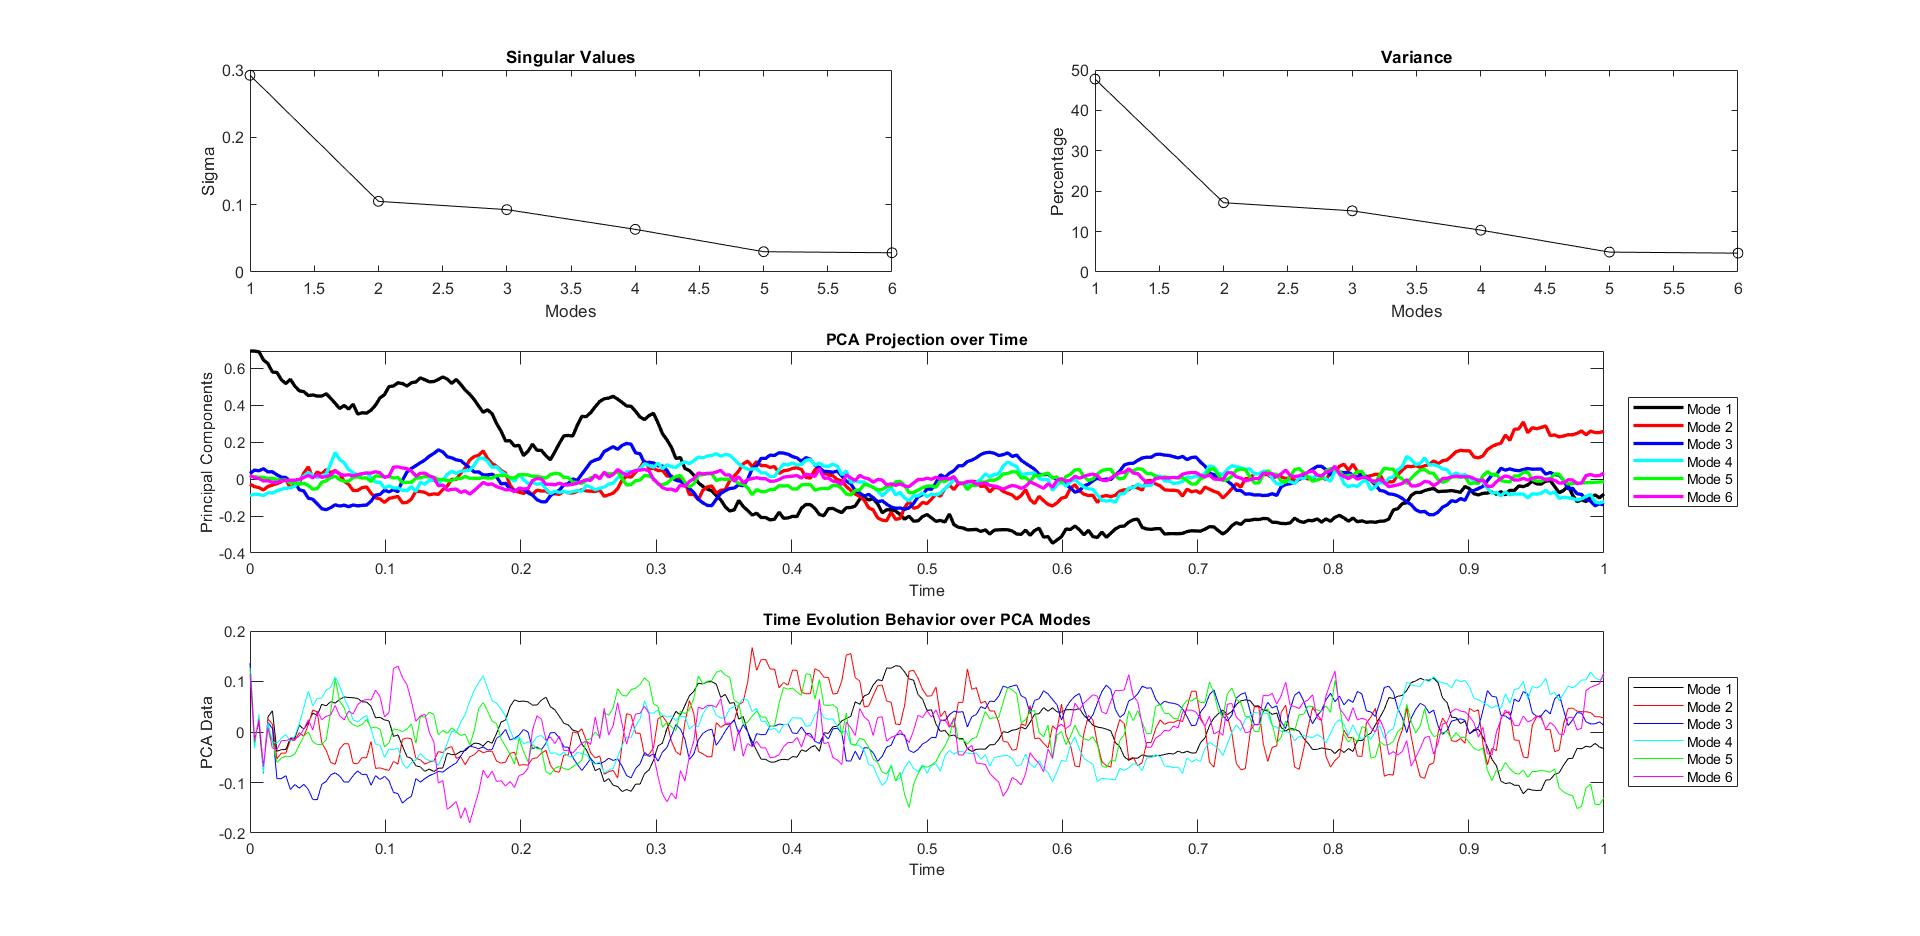 Singular Values
0.3
0.2
0.1
0
Sigma
1 1.5 2 2.5 3 3.5 4 4.5 5 5.5 6
Modes
Variance
50
40
30
20
10
0
Percentage
1 1.5 2 2.5 3 3.5 4 4.5 5 5.5 6
Modes
PCA Projection over Time
0.6
0.4
0.2
0
-0.2
-0.4
Principal Components
0 0.1 0.2 0.3 0.4 0.5 0.6 0.7 0.8 0.9 1
Time
Mode 1
Mode 2
Mode 3
Mode 4
Mode 5
Mode 6
Time Evolution Behavior over PCA Modes
0.2
0.1
0
-0.1
-0.2
PCA Data
0 0.1 0.2 0.3 0.4 0.5 0.6 0.7 0.8 0.9 1
Time
Mode 1
Mode 2
Mode 3
Mode 4
Mode 5
Mode 6